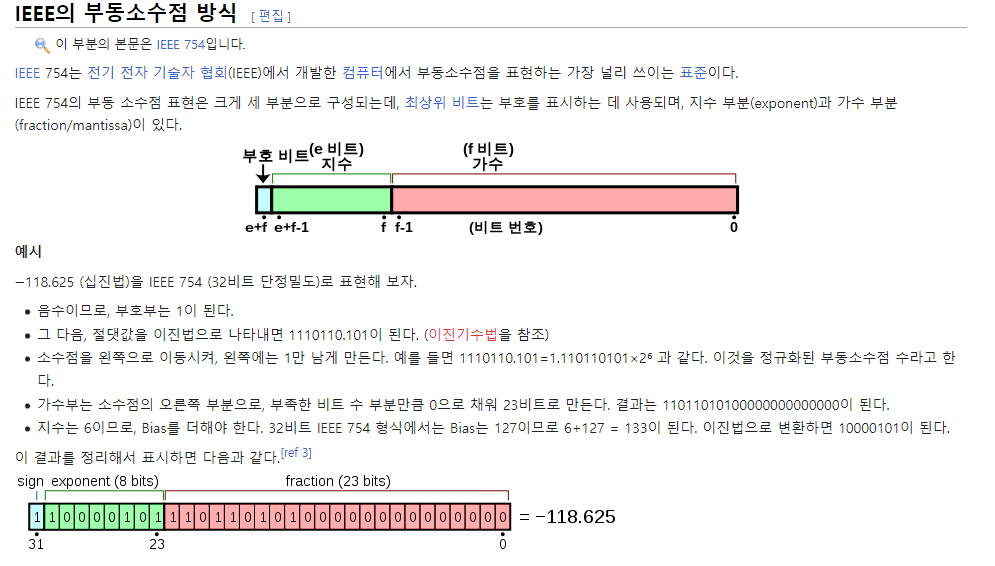 IEEE의 부동소수점 방식 [ 편집 ]
이 부분의 본문은 IEEE 754입니다.
IEEE 754는 전기 전자 기술자 협회(IEEE)에서 개발한 컴퓨터에서 부동소수점을 표현하는 가장 널리 쓰이는 표준이다.
IEEE 754의 부동 소수점 표현은 크게 세 부분으로 구성되는데, 최상위 비트는 부호를 표시하는 데 사용되며, 지수 부분(exponent)과 가수 부분
(fraction/mantissa)이 있다.
부호 비트 (e 비트) (f 비트)
지수 가수
e+f e+f-1 f f-1 (비트 번호) 0
예시
−118.625 (십진법)을 IEEE 754 (32비트 단정밀도)로 표현해 보자.
• 음수이므로, 부호부는 1이 된다.
• 그 다음, 절댓값을 이진법으로 나타내면 1110110.101이 된다. (이진기수법을 참조)
• 소수점을 왼쪽으로 이동시켜, 왼쪽에는 1만 남게 만든다. 예를 들면 1110110.101=1.110110101×2⁶ 과 같다. 이것을 정규화된 부동소수점 수라고 한
다.
• 가수부는 소수점의 오른쪽 부분으로, 부족한 비트 수 부분만큼 0으로 채워 23비트로 만든다. 결과는 11011010100000000000000이 된다.
• 지수는 6이므로, Bias를 더해야 한다. 32비트 IEEE 754 형식에서는 Bias는 127이므로 6+127 = 133이 된다. 이진법으로 변환하면 10000101이 된다.
이 결과를 정리해서 표시하면 다음과 같다.[ref 3]
sign exponent (8 bits) fraction (23 bits)
1 1 0 0 0 0 1 0 1 1 1 0 1 1 0 1 0 1 0 0 0 0 0 0 0 0 0 0 0 0 0 0 = −118.625
31 23 0